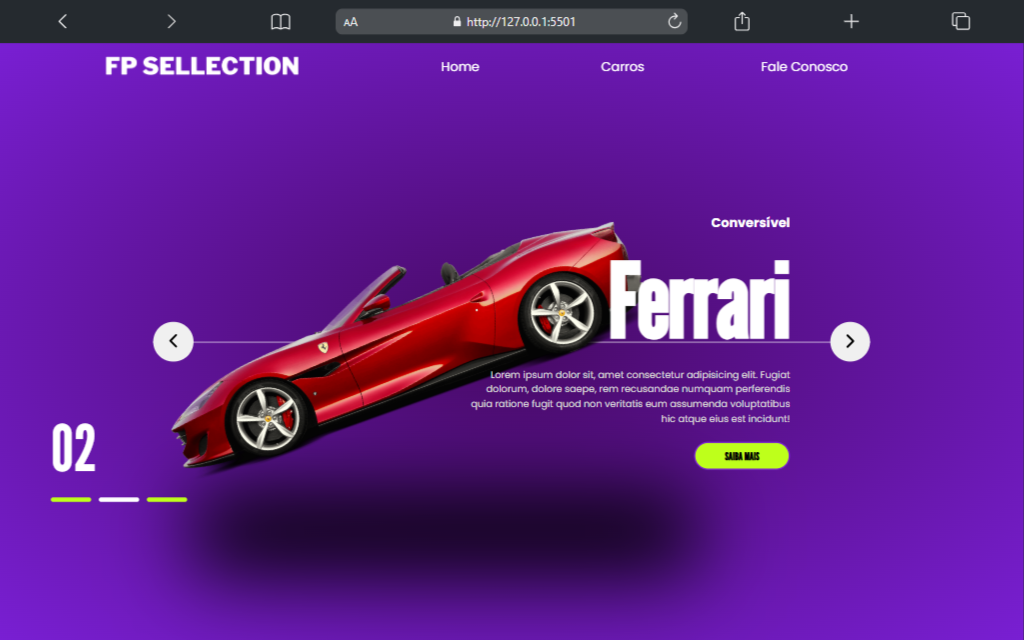 AA http://127.0.0.1:5501
FP SELLECTION Home Carros Fale Conosco
Conversível
Ferrari
Lorem ipsum dolor sit, amet consectetur adipisicing elit. Fugiat
dolorum, dolore saepe, rem recusandae numquam perferendis
quia ratione fugit quod non veritatis eum assumenda voluptatibus
hic atque eius est incidunt!
SAIBA MAIS
02